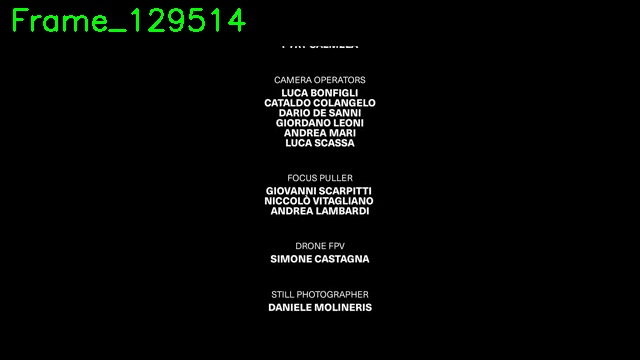 Frame_129514
CAMERA OPERATORS
LUCA BONFIGLI
CATALDO COLANGELO
DARIO DE SANNI
GIORDANO LEONI
ANDREA MARI
LUCA SCASSA
FOCUS PULLER
GIOVANNI SCARPITTI
NICCOLÒ VITAGLIANO
ANDREA LAMBARDI
DRONE FPV
SIMONE CASTAGNA
STILL PHOTOGRAPHER
DANIELE MOLINERIS